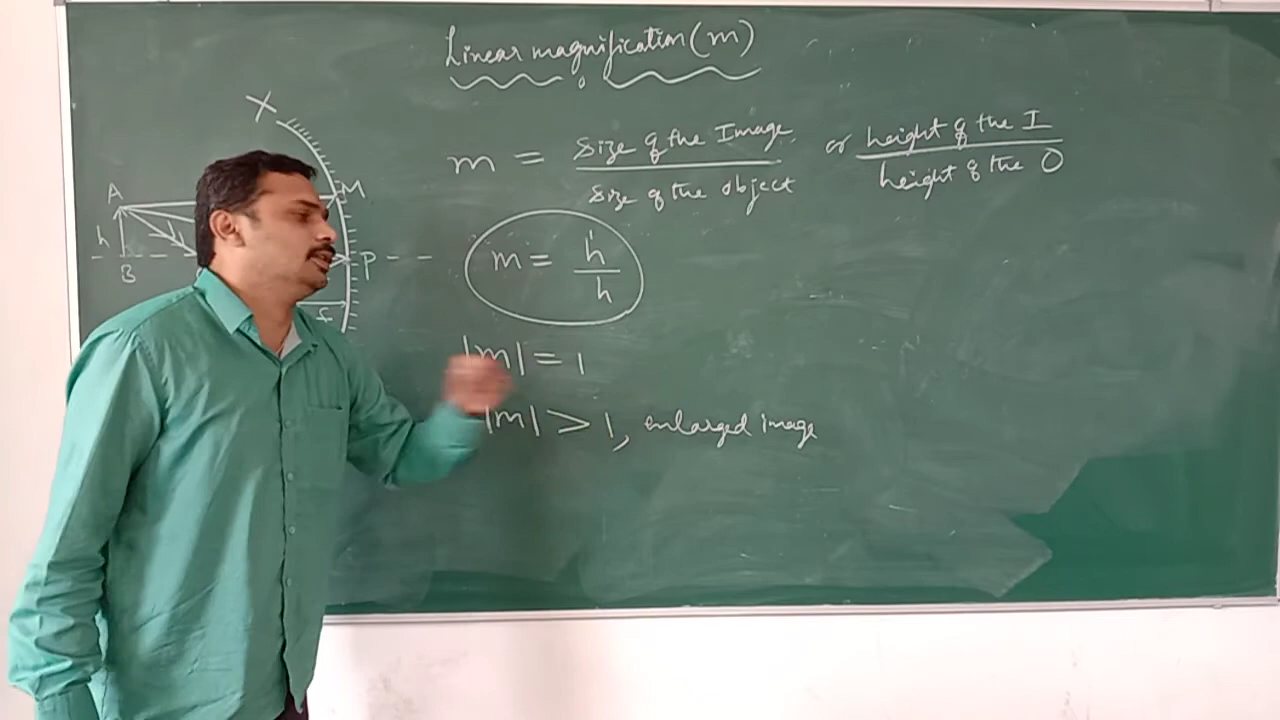 Linear magnification (m)
m = Size of the Image / Size of the object or height of the I / height of the O
m = h' / h
|m| = 1
|m| > 1, enlarged image
X
A
M
h
B
P
f